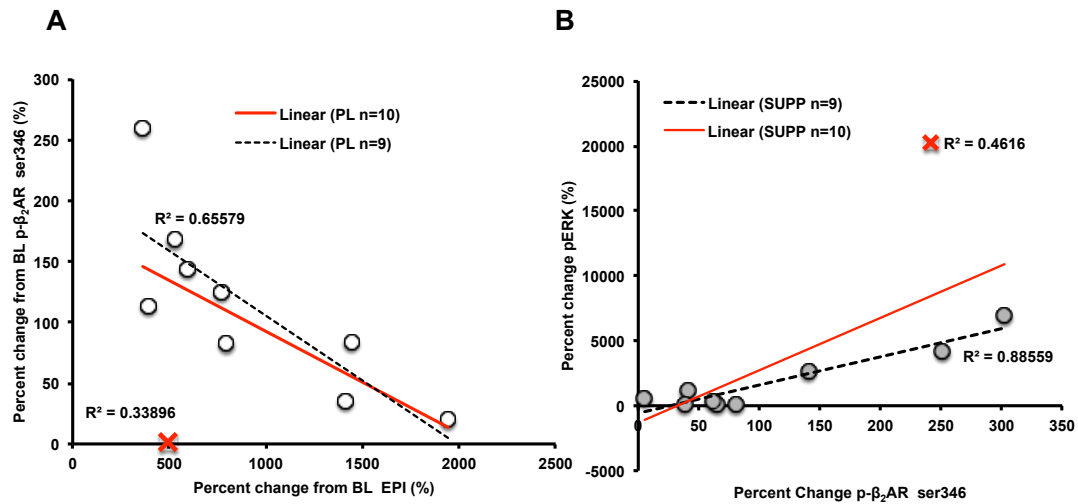 A
Percent change from BL p-β₂AR ser346 (%)
300
250
200
150
100
50
0
Linear (PL n=10)
Linear (PL n=9)
R² = 0.65579
R² = 0.33896
0 500 1000 1500 2000 2500
Percent change from BL EPI (%)
B
Percent change pERK (%)
25000
20000
15000
10000
5000
0
-5000
Linear (SUPP n=9)
Linear (SUPP n=10)
R² = 0.4616
R² = 0.88559
0 50 100 150 200 250 300 350
Percent Change p-β₂AR ser346